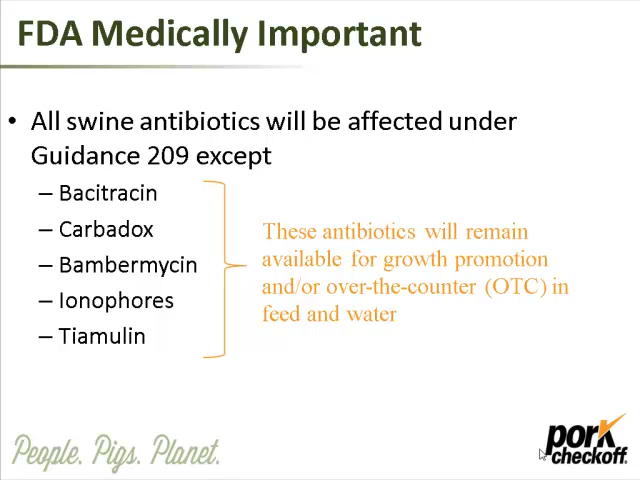 FDA Medically Important
• All swine antibiotics will be affected under
Guidance 209 except
– Bacitracin
– Carbadox
– Bambermycin
– Ionophores
– Tiamulin
These antibiotics will remain
available for growth promotion
and/or over-the-counter (OTC) in
feed and water
People. Pigs. Planet.
pork
checkoff.